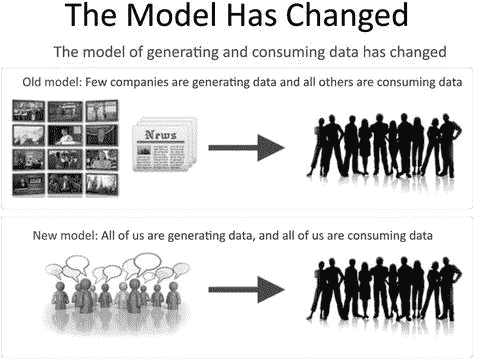 The Model Has Changed
The model of generating and consuming data has changed
Old model: Few companies are generating data and all others are consuming data
News
New model: All of us are generating data, and all of us are consuming data